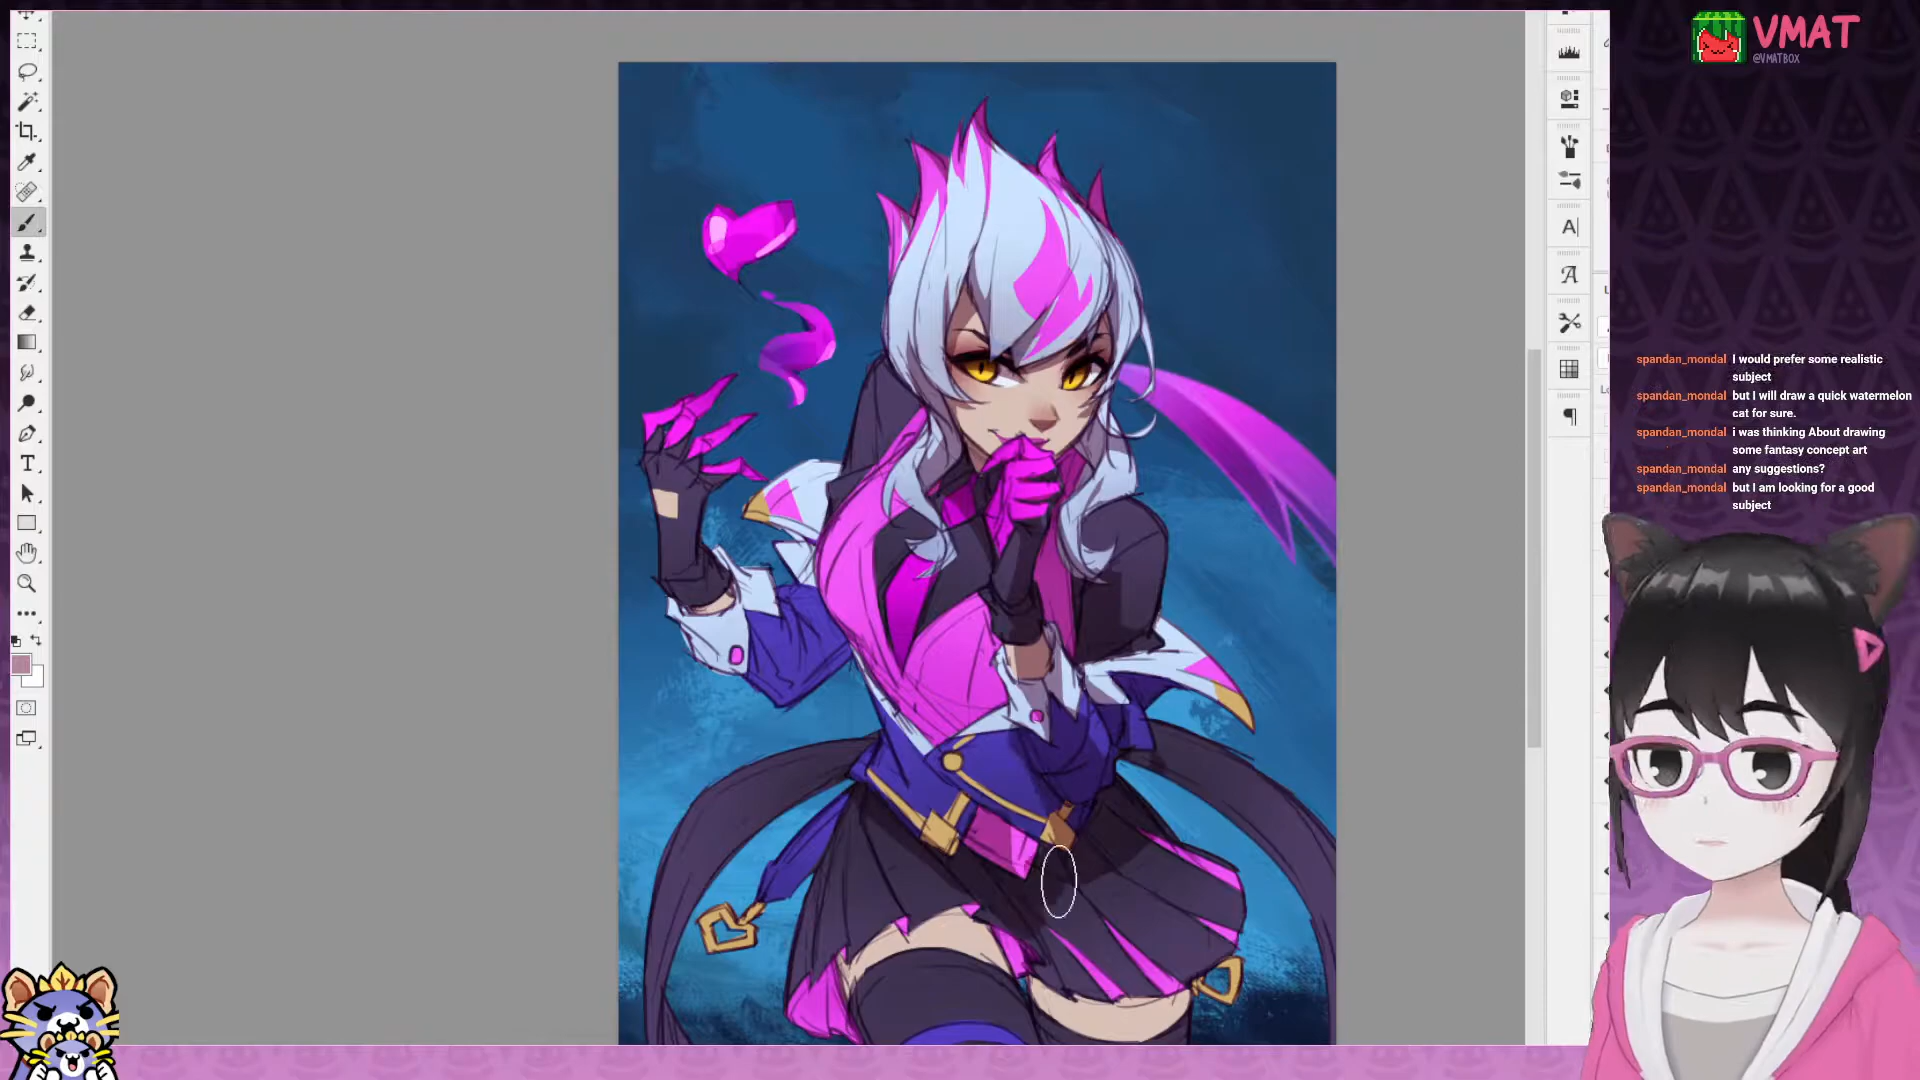 VMAT
@VMATBOX
spandan_mondal I would prefer some realistic
subject
spandan_mondal but I will draw a quick watermelon
cat for sure.
spandan_mondal i was thinking About drawing
some fantasy concept art
spandan_mondal any suggestions?
spandan_mondal but I am looking for a good
subject